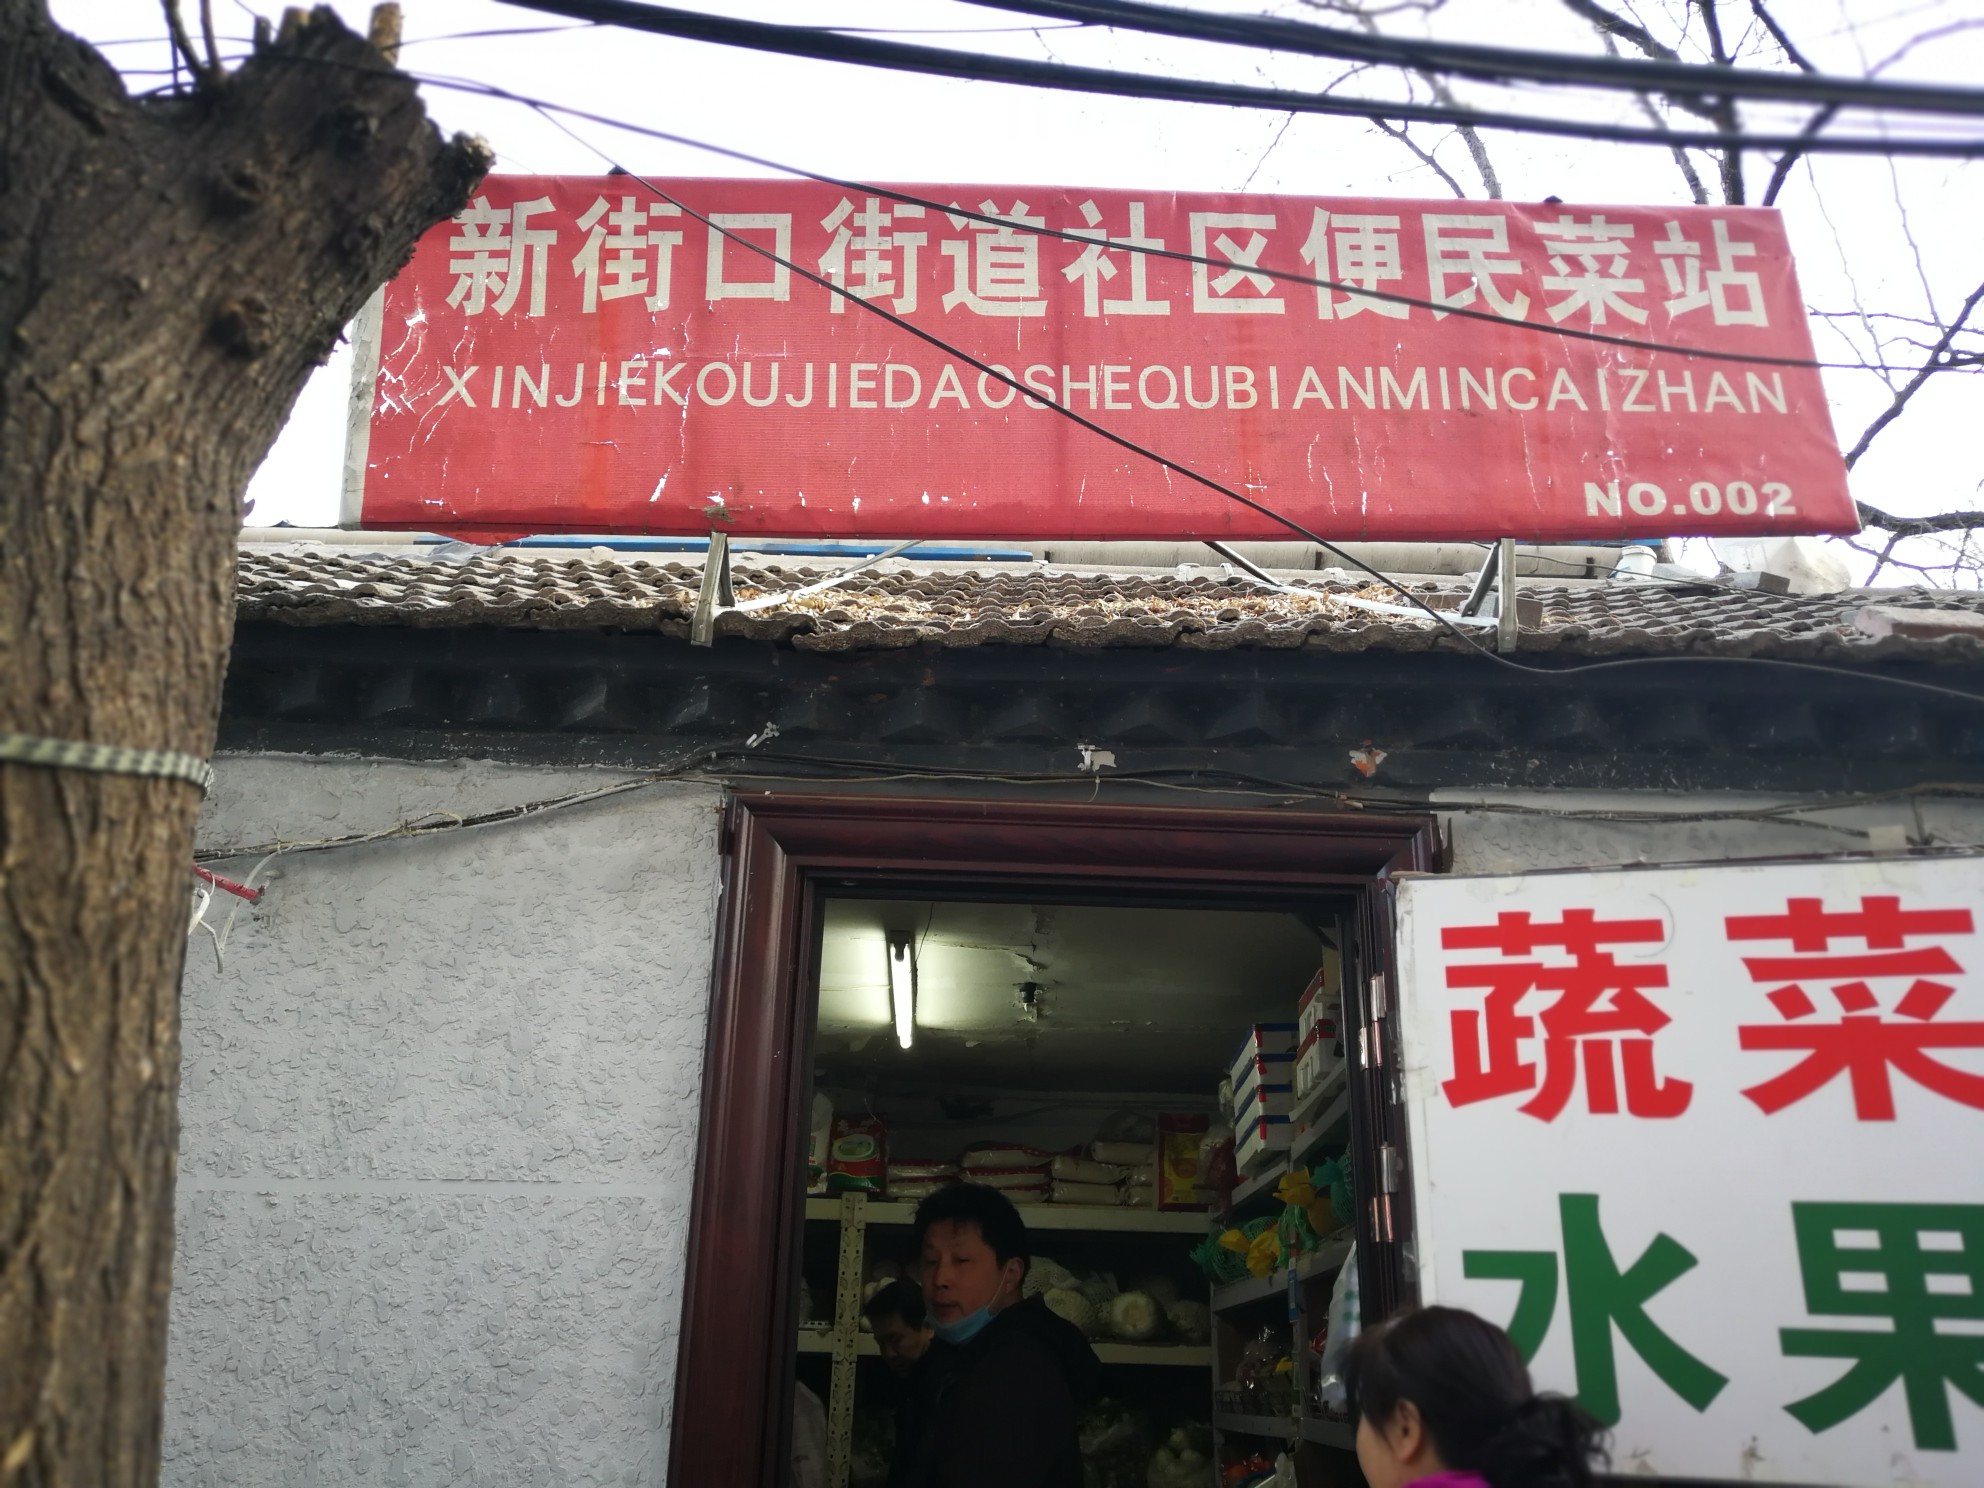 新街口街道社区便民菜站
XINJIEKOUJIEDAOSHEQUBIANMINCAIZHAN
NO.002
蔬菜
水果